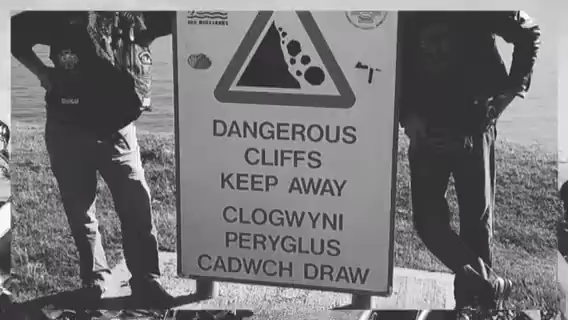 DANGEROUS
CLIFFS
KEEP AWAY
CLOGWYNI
PERYGLUS
CADWCH DRAW